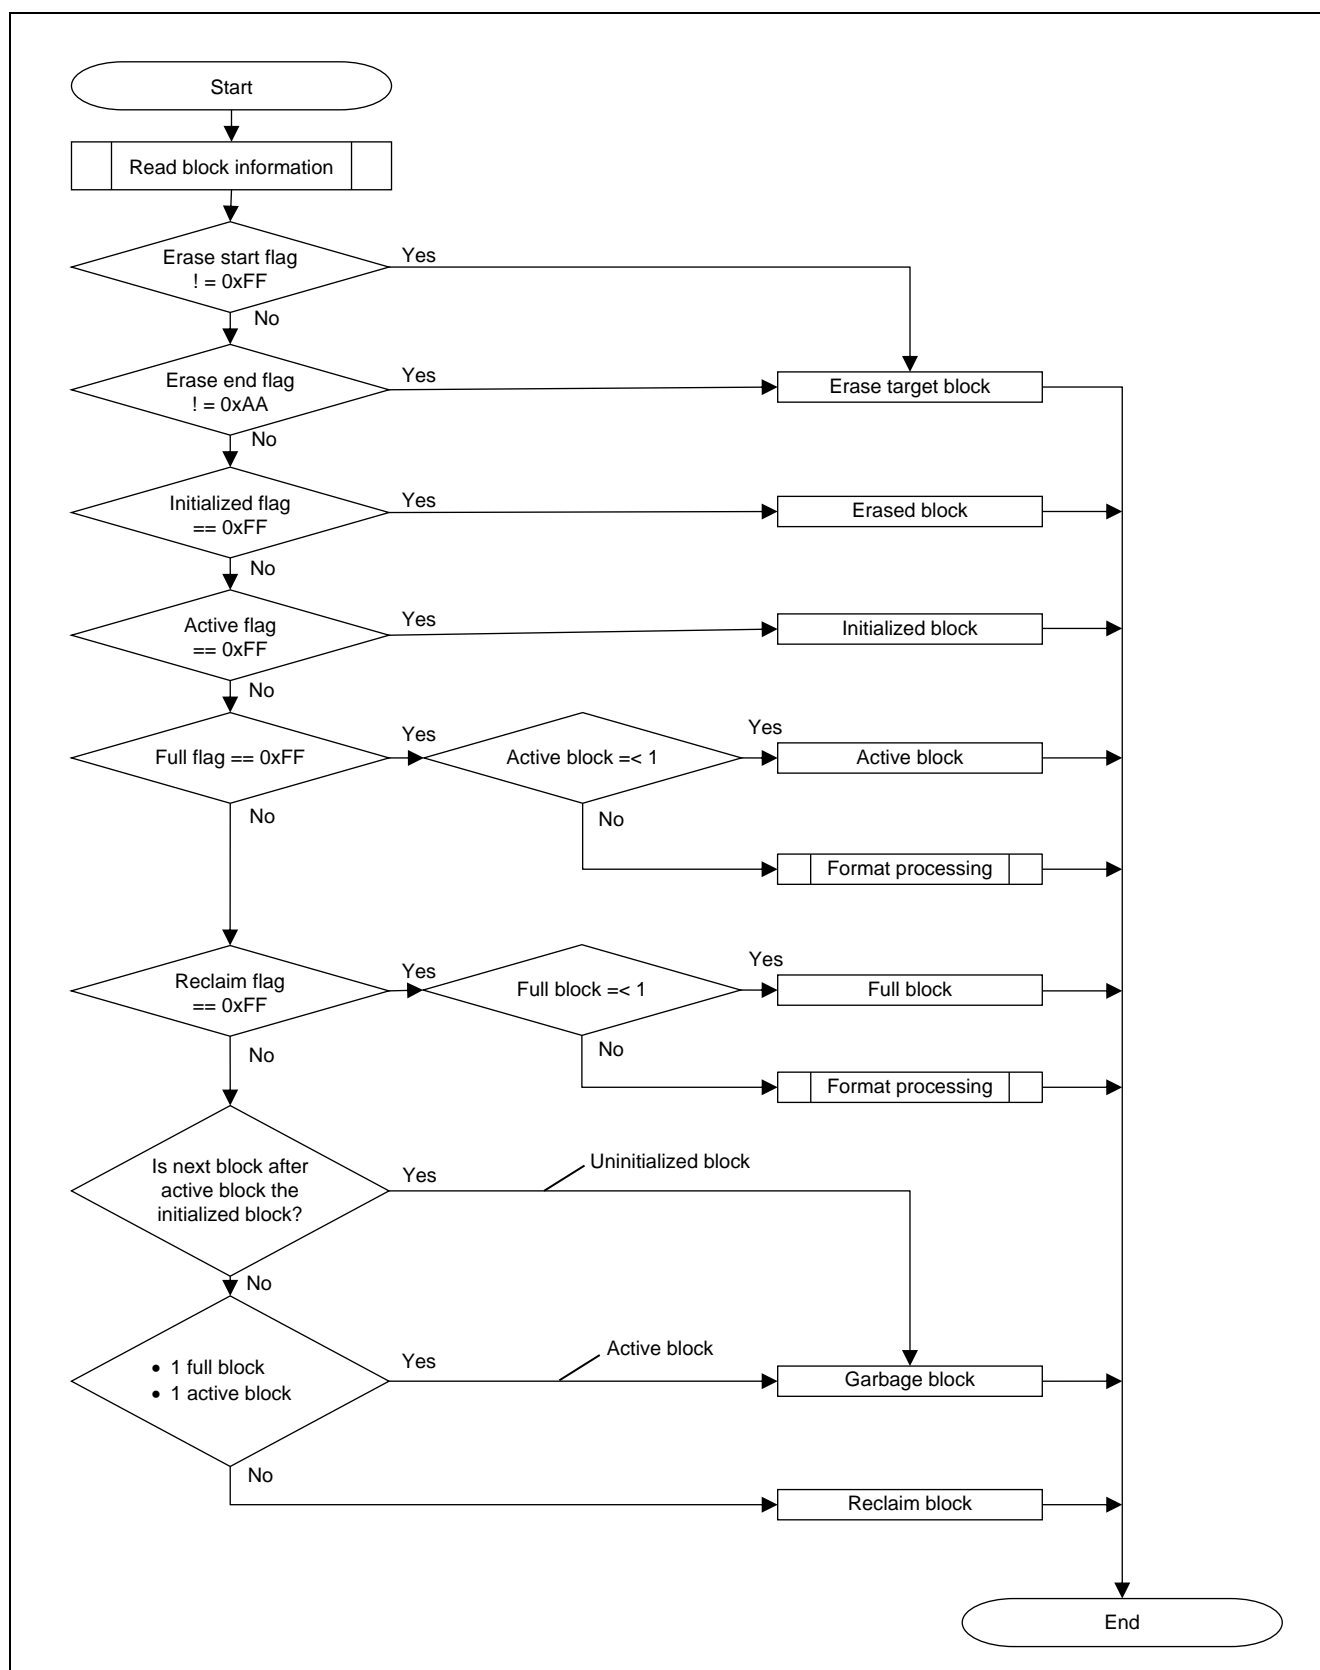 Start
Read block information
Erase start flag
! = 0xFF
Yes
No
Erase end flag
! = 0xAA
Yes
Erase target block
No
Initialized flag
== 0xFF
Yes
Erased block
No
Active flag
== 0xFF
Yes
Initialized block
No
Full flag == 0xFF
Yes
Active block =< 1
Yes
Active block
No
No
Format processing
Reclaim flag
== 0xFF
Yes
Full block =< 1
Yes
Full block
No
No
Format processing
Is next block after
active block the
initialized block?
Yes
Uninitialized block
No
• 1 full block
• 1 active block
Yes
Active block
Garbage block
No
Reclaim block
End